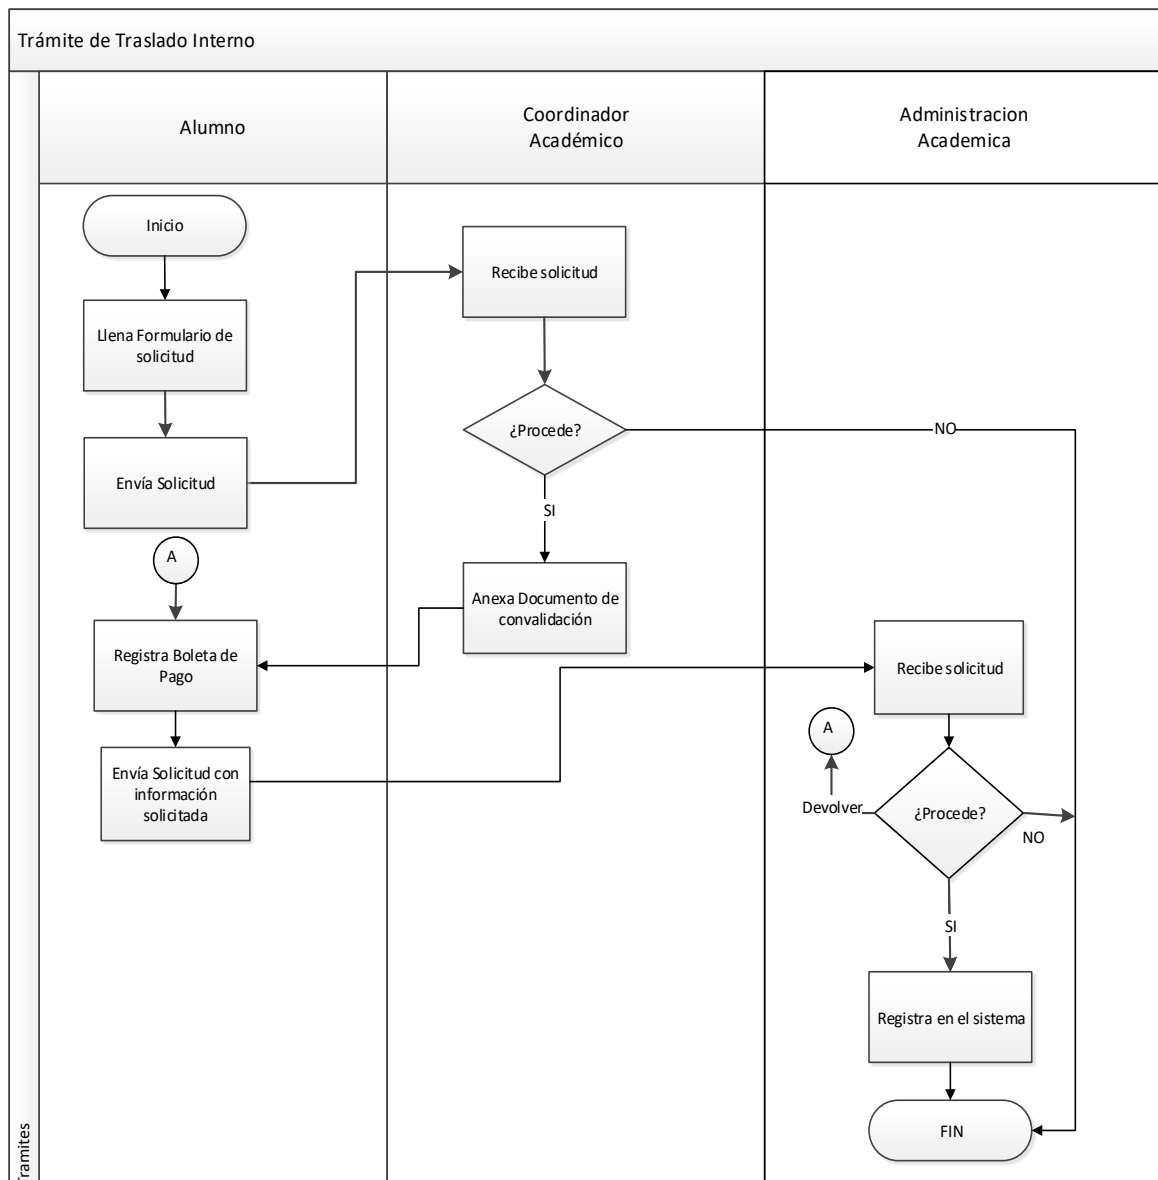 Trámite de Traslado Interno
Alumno
Coordinador
Académico
Administracion
Academica
Inicio
Llena Formulario de
solicitud
Envía Solicitud
A
Registra Boleta de
Pago
Envía Solicitud con
información
solicitada
Recibe solicitud
¿Procede?
NO
SI
Anexa Documento de
convalidación
Recibe solicitud
A
Devolver
¿Procede?
NO
SI
Registra en el sistema
FIN
Tramites